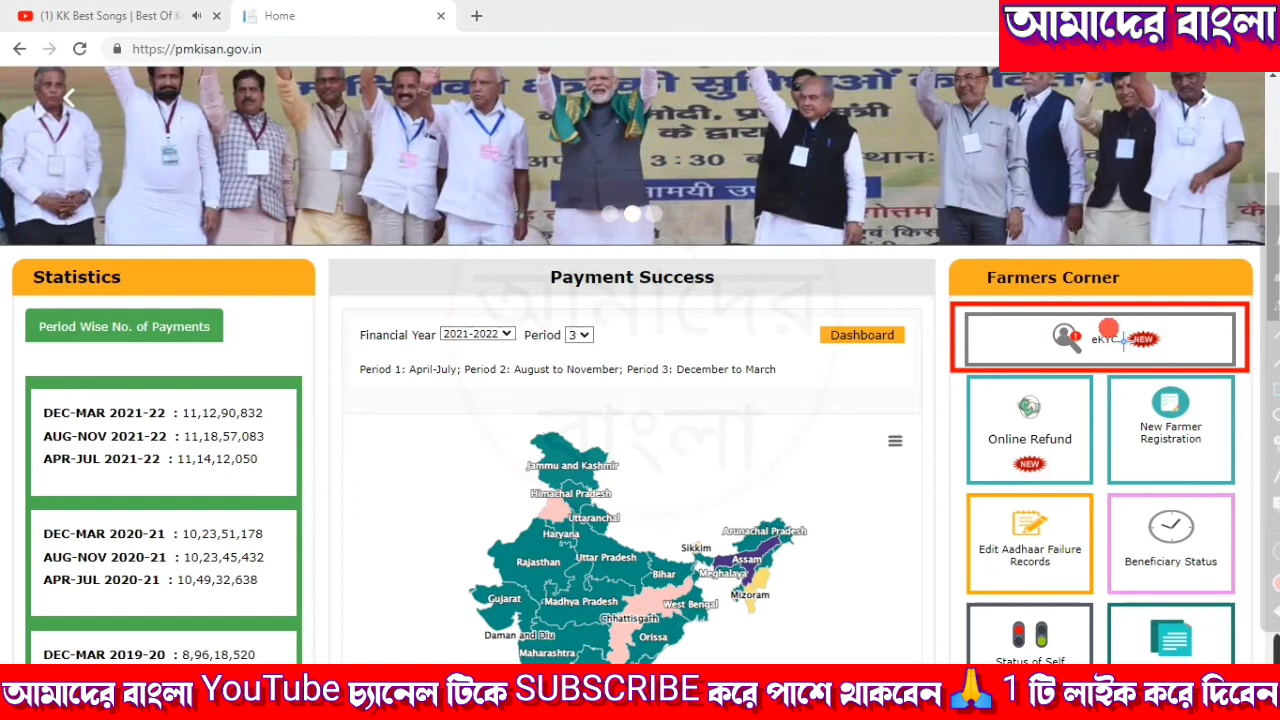 (1) KK Best Songs | Best Of K
Home
আমাদের বাংলা
https://pmkisan.gov.in
के द्वारा
3:30
Statistics
Payment Success
Farmers Corner
Period Wise No. of Payments
Financial Year 2021-2022 Period 3
Dashboard
Period 1: April-July; Period 2: August to November; Period 3: December to March
NEW
DEC-MAR 2021-22 : 11,12,90,832
AUG-NOV 2021-22 : 11,18,57,083
APR-JUL 2021-22 : 11,14,12,050
DEC-MAR 2020-21 : 10,23,51,178
AUG-NOV 2020-21 : 10,23,45,432
APR-JUL 2020-21 : 10,49,32,638
DEC-MAR 2019-20 : 8,96,18,520
আমাদের
বাংলা
Jammu and Kashmir
Himachal Pradesh
Uttaranchal
Haryana
Arunachal Pradesh
Sikkim
Rajasthan
Uttar Pradesh
Assam
Bihar
Meghalaya
Gujarat
Madhya Pradesh
West Bengal
Mizoram
Chhattisgath
Daman and Diu
Orissa
Maharashtra
Online Refund
NEW
New Farmer
Registration
Edit Aadhaar Failure
Records
Beneficiary Status
Status of Self
আমাদের বাংলা YouTube চ্যানেল টিকে SUBSCRIBE করে পাশে থাকবেন 🙏 1 টি লাইক করে দিবেন